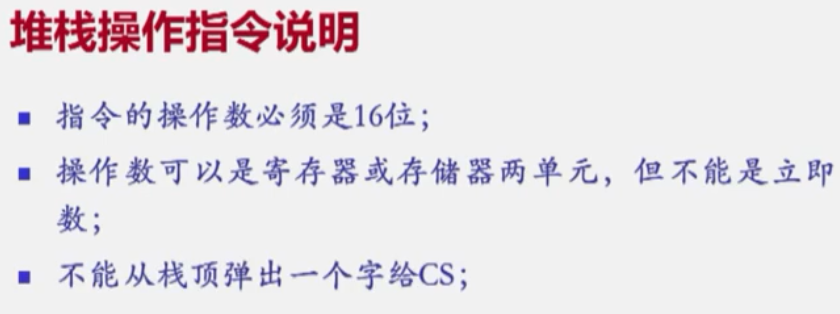 堆栈操作指令说明
指令的操作数必须是16位；
操作数可以是寄存器或存储器两单元，但不能是立即
数；
不能从栈顶弹出一个字给CS；